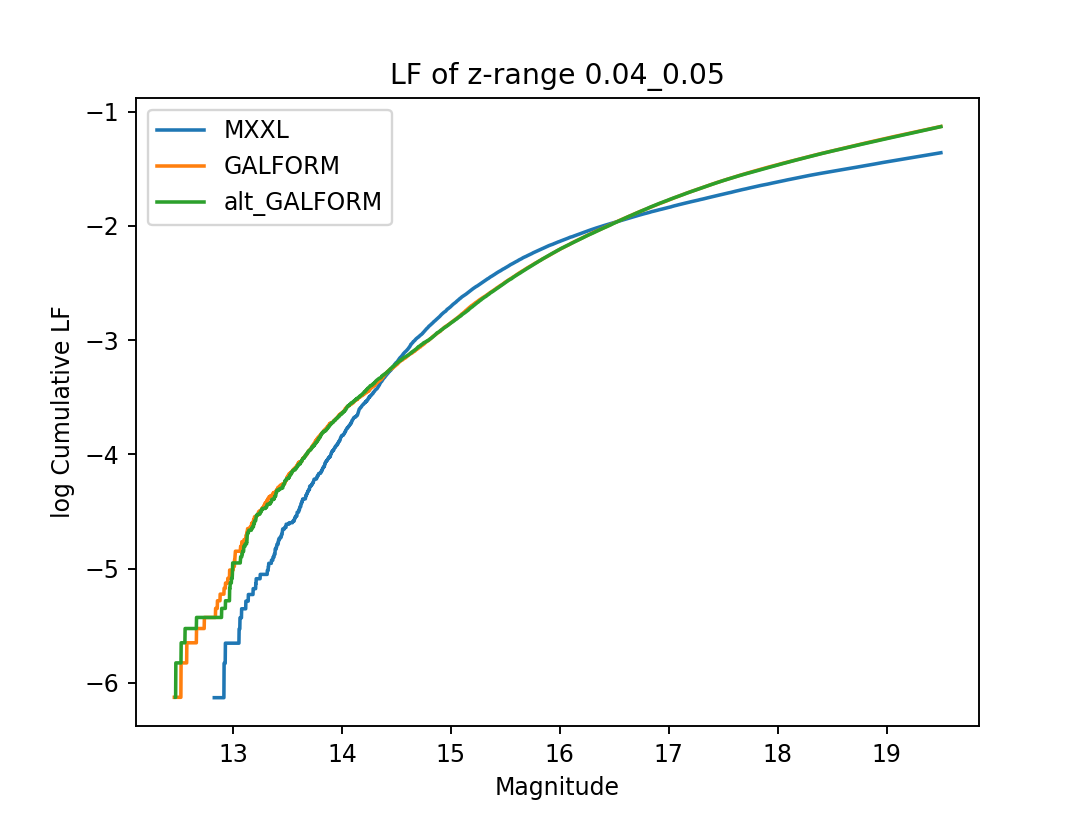 LF of z-range 0.04_0.05
MXXL
GALFORM
alt_GALFORM
log Cumulative LF
−1
−2
−3
−4
−5
−6
13 14 15 16 17 18 19
Magnitude